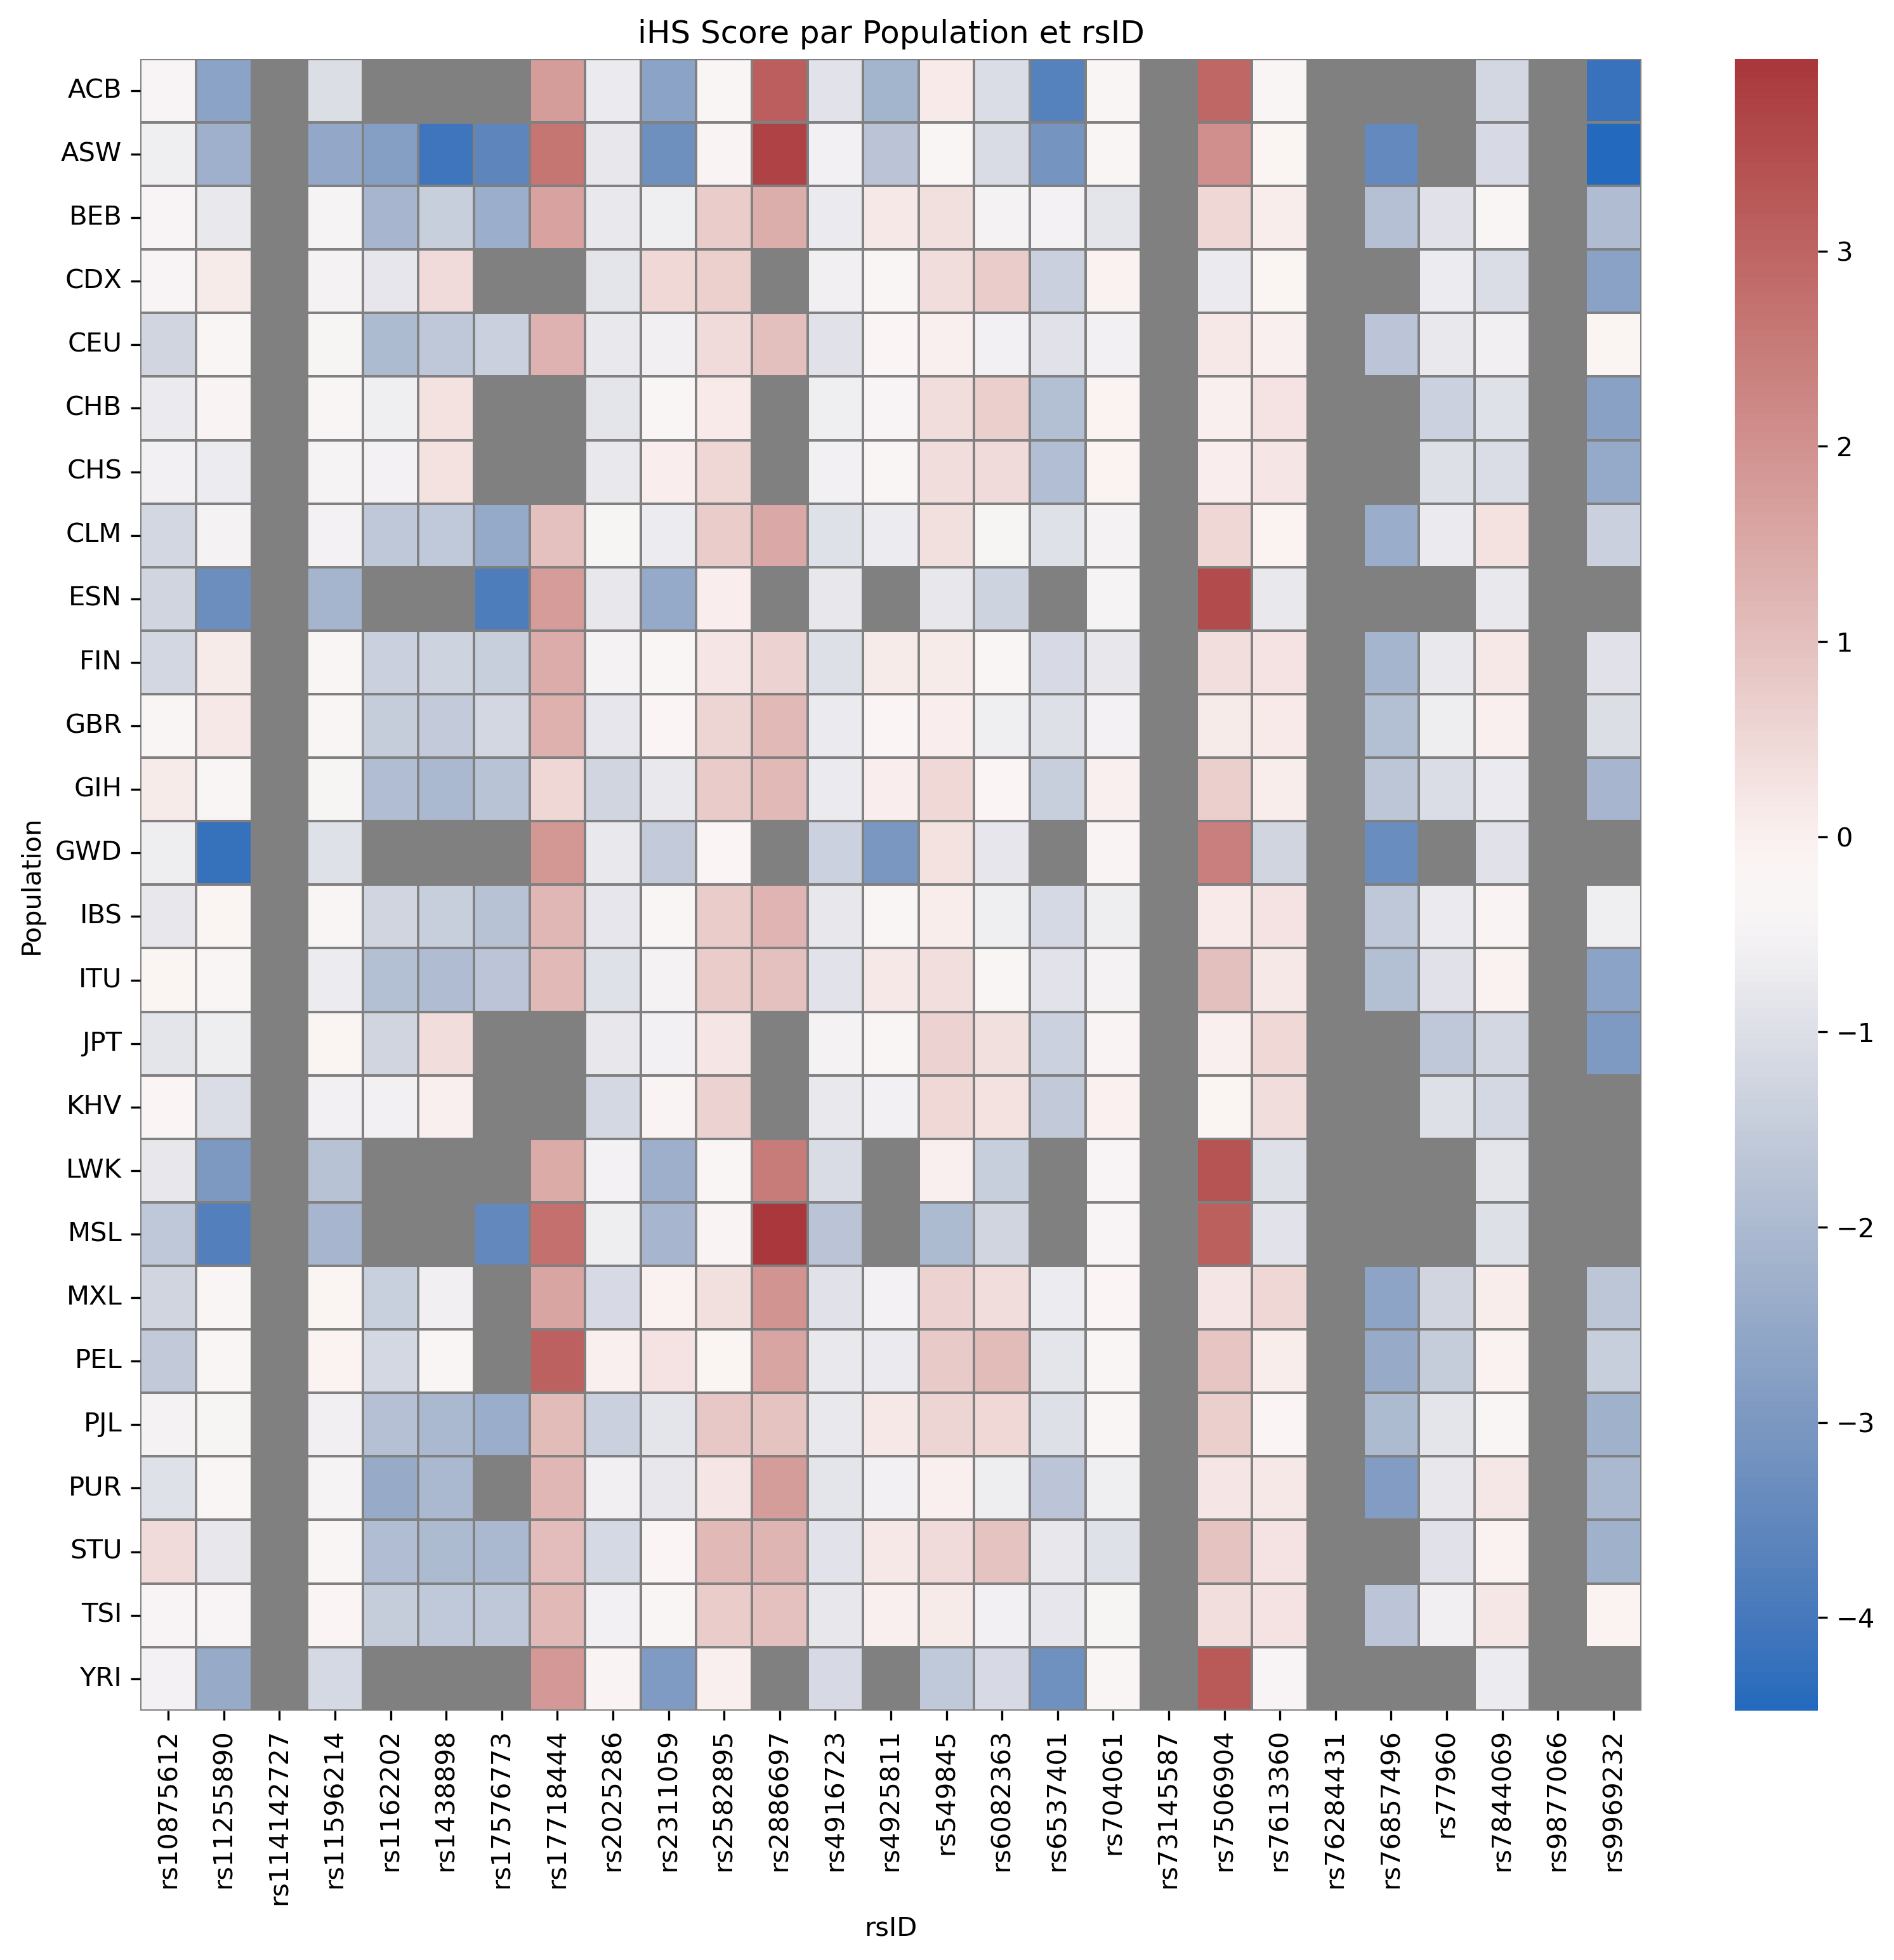 iHS Score par Population et rsID
Population
ACB
ASW
BEB
CDX
CEU
CHB
CHS
CLM
ESN
FIN
GBR
GIH
GWD
IBS
ITU
JPT
KHV
LWK
MSL
MXL
PEL
PJL
PUR
STU
TSI
YRI
rs10875612
rs11255890
rs114142727
rs11596214
rs1162202
rs1438898
rs17576773
rs17718444
rs2025286
rs2311059
rs2582895
rs2886697
rs4916723
rs4925811
rs549845
rs6082363
rs6537401
rs704061
rs73145587
rs7506904
rs7613360
rs76284431
rs76857496
rs77960
rs7844069
rs9877066
rs9969232
rsID
3
2
1
0
−1
−2
−3
−4